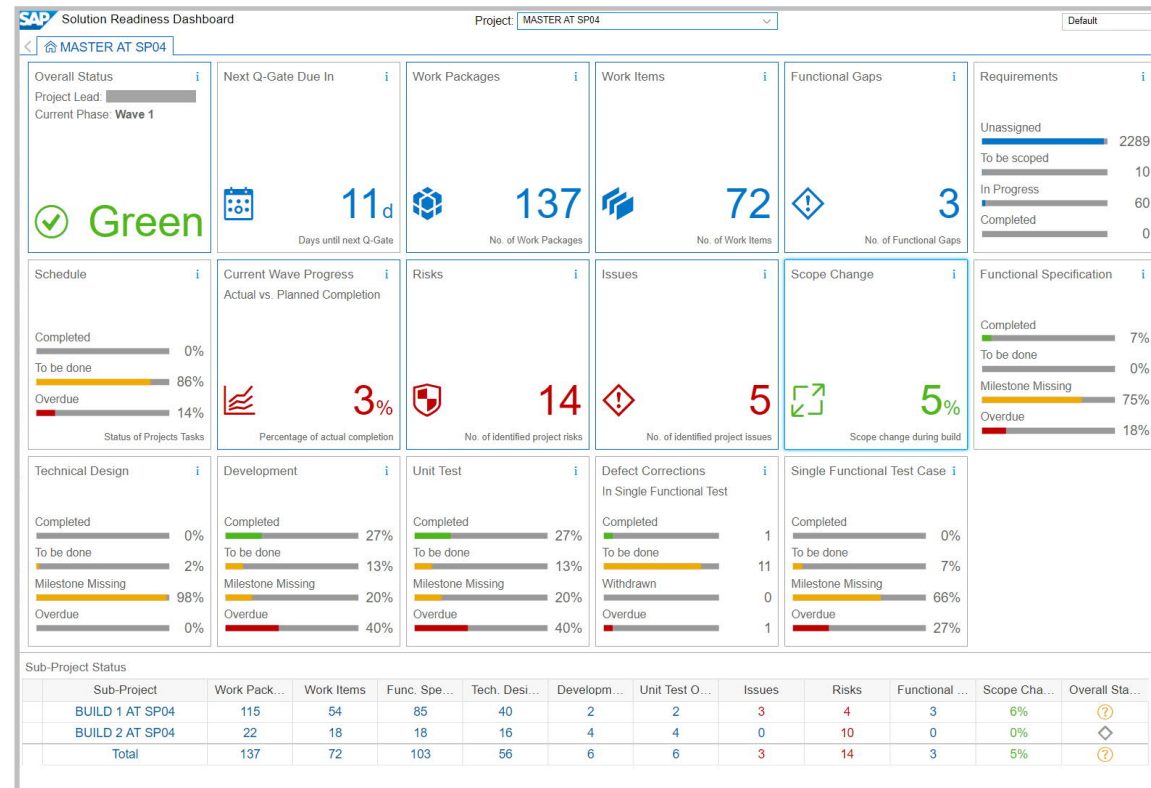 SAP Solution Readiness Dashboard
Project: MASTER AT SP04
Default
MASTER AT SP04
Overall Status i
Project Lead:
Current Phase: Wave 1
Green
Next Q-Gate Due In i
11d
Days until next Q-Gate
Work Packages i
137
No. of Work Packages
Work Items i
72
No. of Work Items
Functional Gaps i
3
No. of Functional Gaps
Requirements i
Unassigned
2289
To be scoped
10
In Progress
60
Completed
0
Schedule i
Completed
0%
To be done
86%
Overdue
14%
Status of Projects Tasks
Current Wave Progress i
Actual vs. Planned Completion
3%
Percentage of actual completion
Risks i
14
No. of identified project risks
Issues i
5
No. of identified project issues
Scope Change i
5%
Scope change during build
Functional Specification i
Completed
7%
To be done
0%
Milestone Missing
75%
Overdue
18%
Technical Design i
Completed
0%
To be done
2%
Milestone Missing
98%
Overdue
0%
Development i
Completed
27%
To be done
13%
Milestone Missing
20%
Overdue
40%
Unit Test i
Completed
27%
To be done
13%
Milestone Missing
20%
Overdue
40%
Defect Corrections i
In Single Functional Test
Completed
1
To be done
11
Withdrawn
0
Overdue
1
Single Functional Test Case i
Completed
0%
To be done
7%
Milestone Missing
66%
Overdue
27%
Sub-Project Status
Sub-Project Work Pack... Work Items Func. Spe... Tech. Desi... Developm... Unit Test O... Issues Risks Functional ... Scope Cha... Overall Sta...
BUILD 1 AT SP04 115 54 85 40 2 2 3 4 3 6% ?
BUILD 2 AT SP04 22 18 18 16 4 4 0 10 0 0%
Total 137 72 103 56 6 6 3 14 3 5% ?